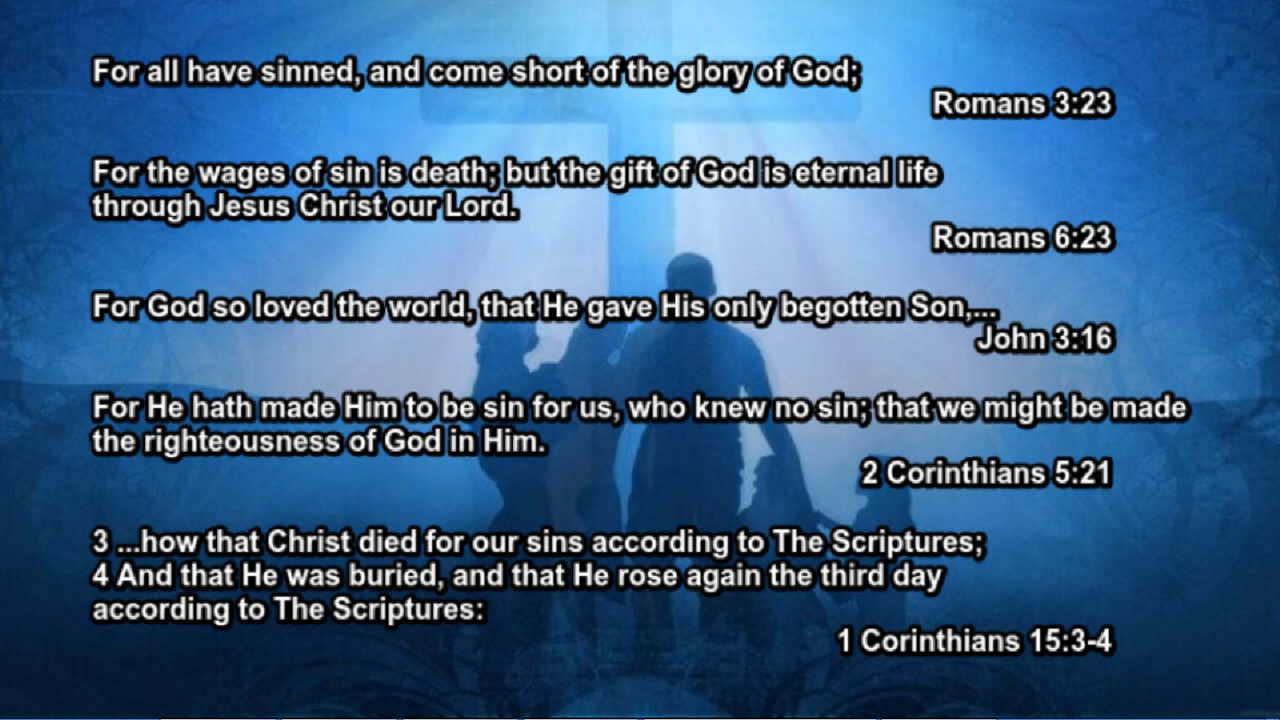 For all have sinned, and come short of the glory of God;
Romans 3:23
For the wages of sin is death; but the gift of God is eternal life
through Jesus Christ our Lord.
Romans 6:23
For God so loved the world, that He gave His only begotten Son,...
John 3:16
For He hath made Him to be sin for us, who knew no sin; that we might be made
the righteousness of God in Him.
2 Corinthians 5:21
3 ...how that Christ died for our sins according to The Scriptures;
4 And that He was buried, and that He rose again the third day
according to The Scriptures:
1 Corinthians 15:3-4